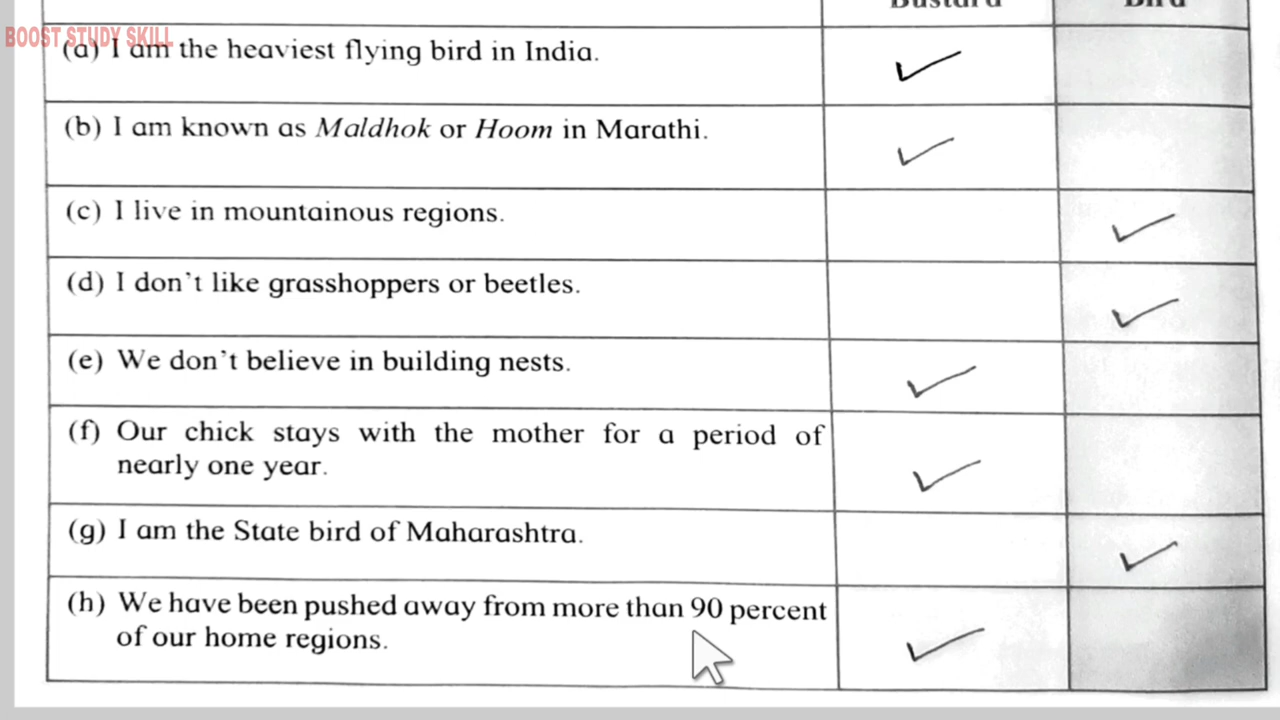 Bustard Bird
BOOST STUDY SKILL
(a) I am the heaviest flying bird in India.
(b) I am known as Maldhok or Hoom in Marathi.
(c) I live in mountainous regions.
(d) I don't like grasshoppers or beetles.
(e) We don't believe in building nests.
(f) Our chick stays with the mother for a period of
nearly one year.
(g) I am the State bird of Maharashtra.
(h) We have been pushed away from more than 90 percent
of our home regions.